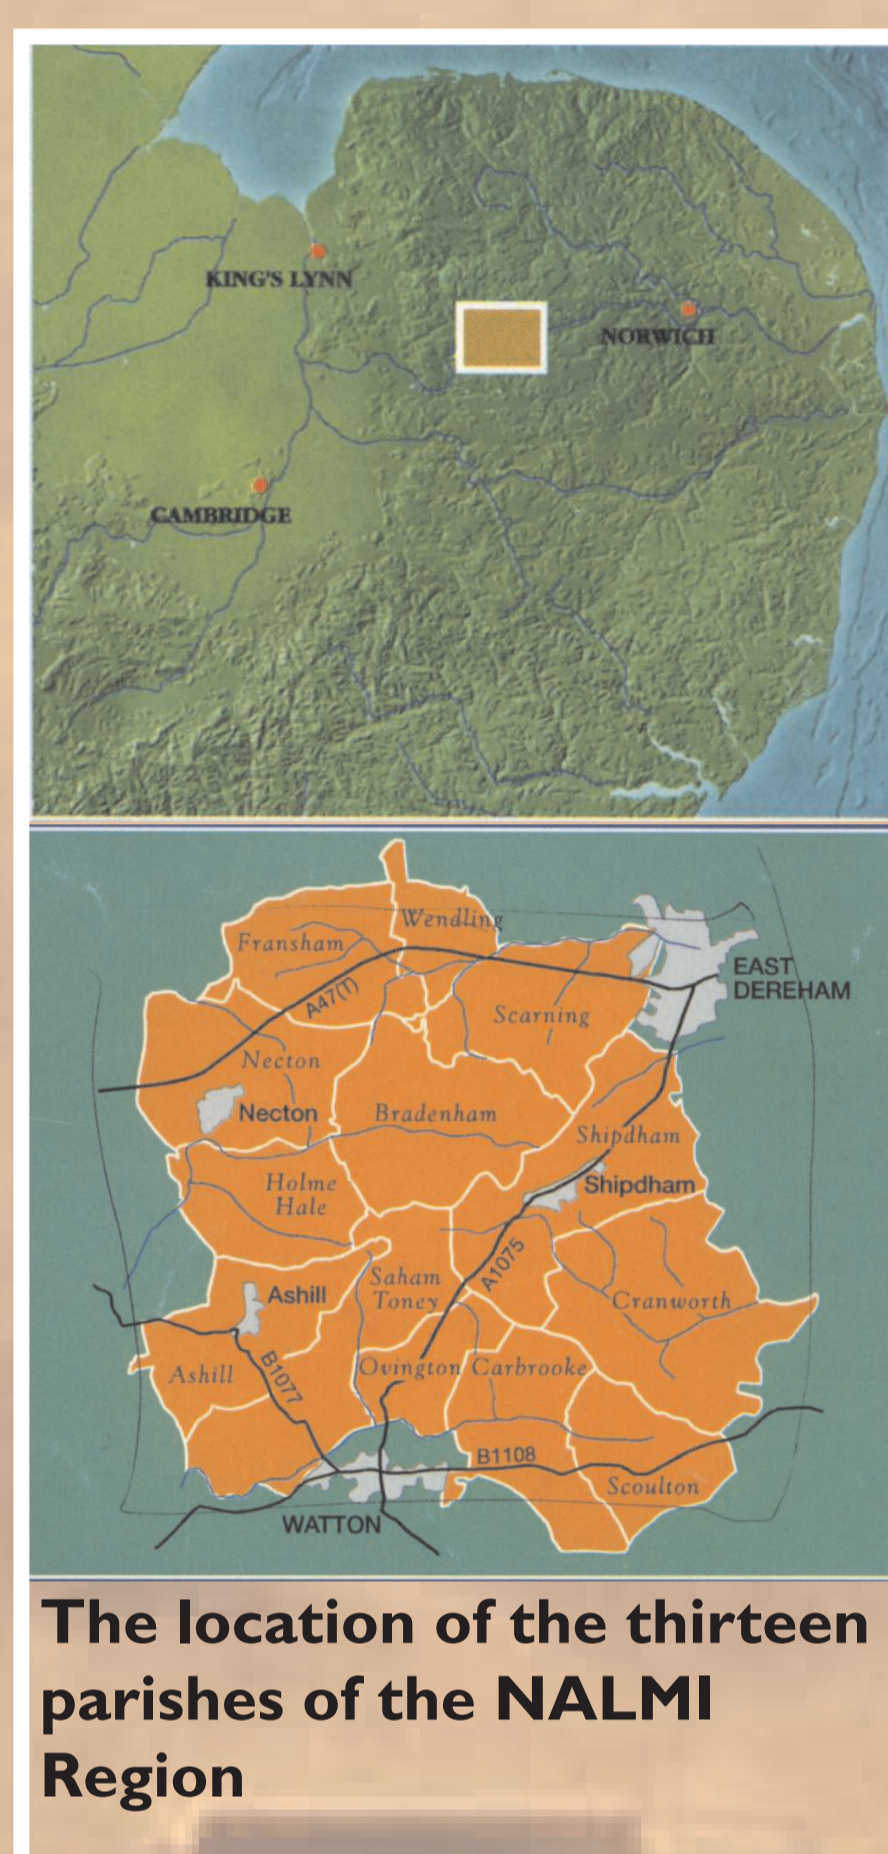 KING'S LYNN
NORWICH
CAMBRIDGE
Wendling
Fransham
EAST
DEREHAM
A47(T)
Scarning
Necton
Necton
Bradenham
Shipdham
Holme
Hale
Shipdham
A1075
Saham
Toney
Ashill
Cranworth
Ashill
B1077
Ovington
Carbrooke
B1108
Scoulton
WATTON
The location of the thirteen
parishes of the NALMI
Region